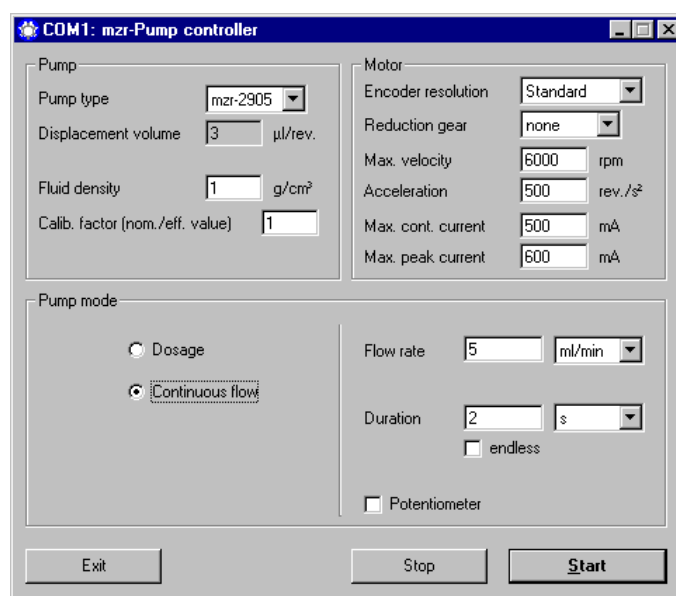 COM1: mzr-Pump controller
Pump
Pump type mzr-2905
Displacement volume 3 µl/rev.
Fluid density 1 g/cm³
Calib. factor (nom./eff. value) 1
Motor
Encoder resolution Standard
Reduction gear none
Max. velocity 6000 rpm
Acceleration 500 rev./s²
Max. cont. current 500 mA
Max. peak current 600 mA
Pump mode
Dosage
Continuous flow
Flow rate 5 ml/min
Duration 2 s
endless
Potentiometer
Exit Stop Start